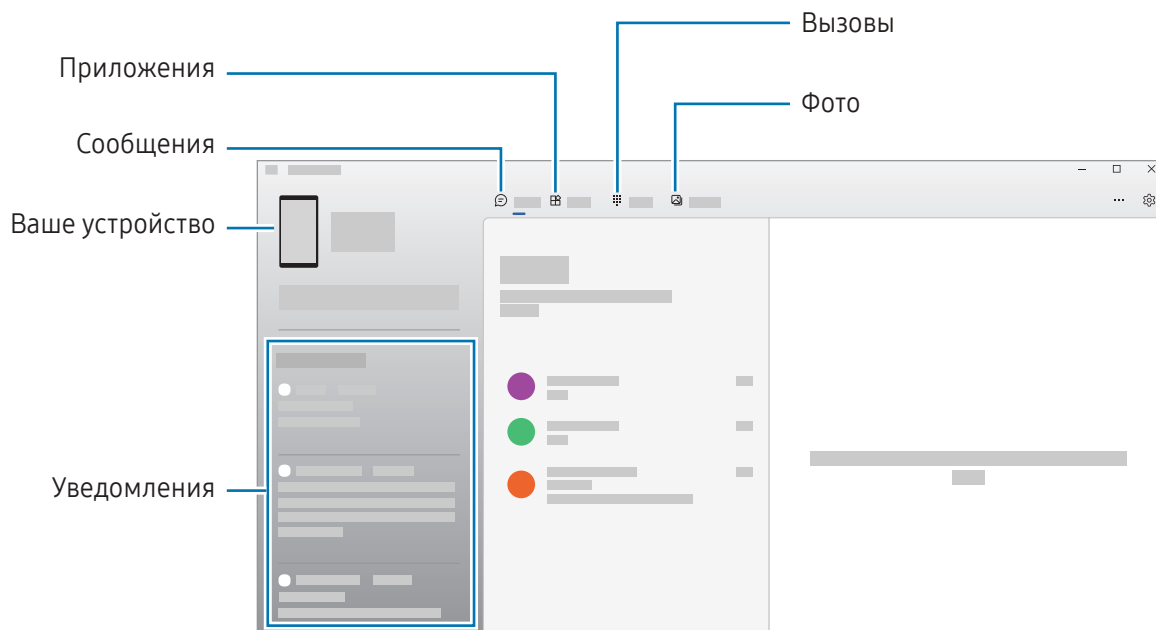 Вызовы
Приложения
Фото
Сообщения
Ваше устройство
Уведомления